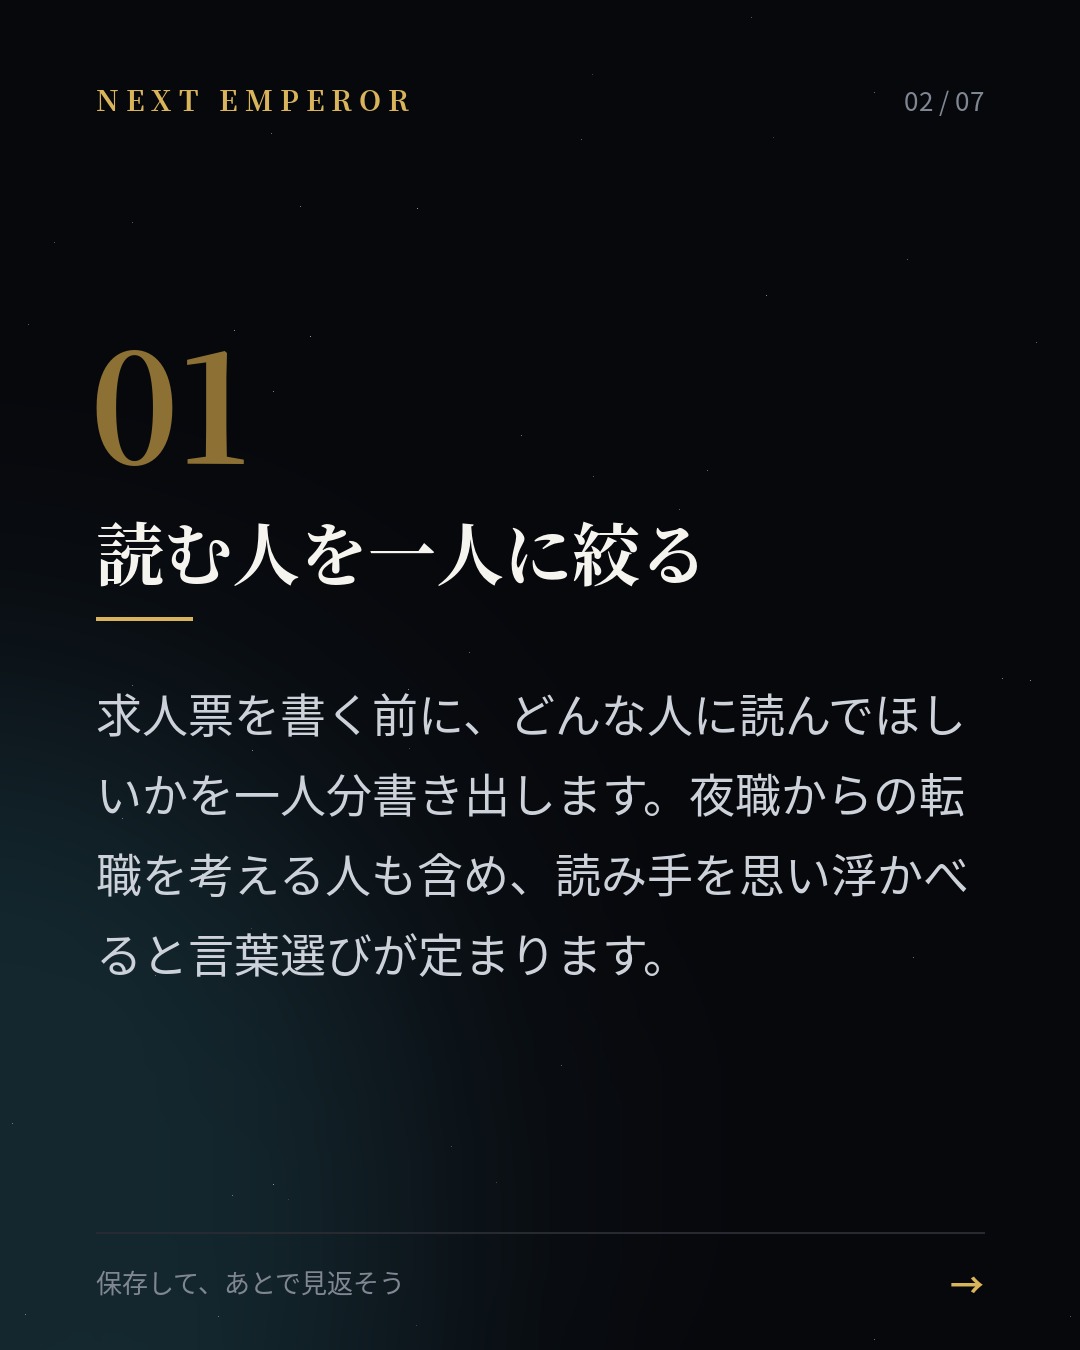 NEXT EMPEROR
02 / 07
01
読む人を一人に絞る
求人票を書く前に、どんな人に読んでほし
いかを一人分書き出します。夜職からの転
職を考える人も含め、読み手を思い浮かべ
ると言葉選びが定まります。
保存して、あとで見返そう
→